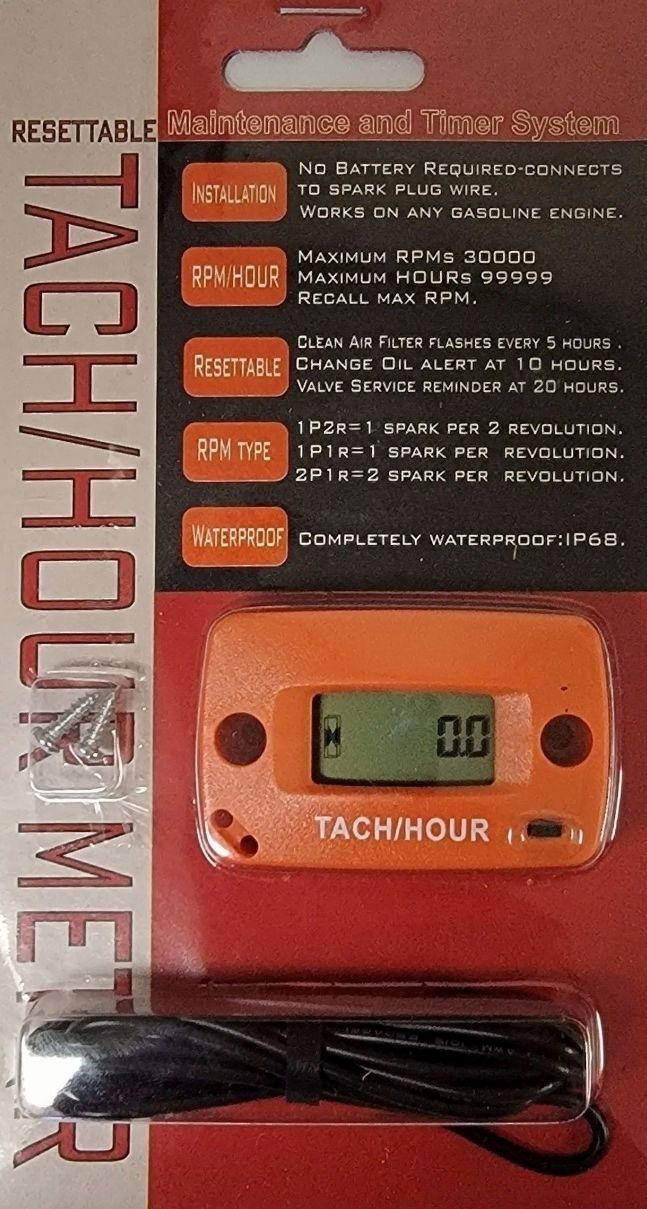 RESETTABLE
TACH/HOUR METER
Maintenance and Timer System
INSTALLATION
NO BATTERY REQUIRED-CONNECTS
TO SPARK PLUG WIRE.
WORKS ON ANY GASOLINE ENGINE.
RPM/HOUR
MAXIMUM RPMS 30000
MAXIMUM HOURS 99999
RECALL MAX RPM.
RESETTABLE
CLEAN AIR FILTER FLASHES EVERY 5 HOURS .
CHANGE OIL ALERT AT 10 HOURS.
VALVE SERVICE REMINDER AT 20 HOURS.
RPM TYPE
1P2R=1 SPARK PER 2 REVOLUTION.
1P1R=1 SPARK PER REVOLUTION.
2P1R=2 SPARK PER REVOLUTION.
WATERPROOF
COMPLETELY WATERPROOF:IP68.
0.0
TACH/HOUR